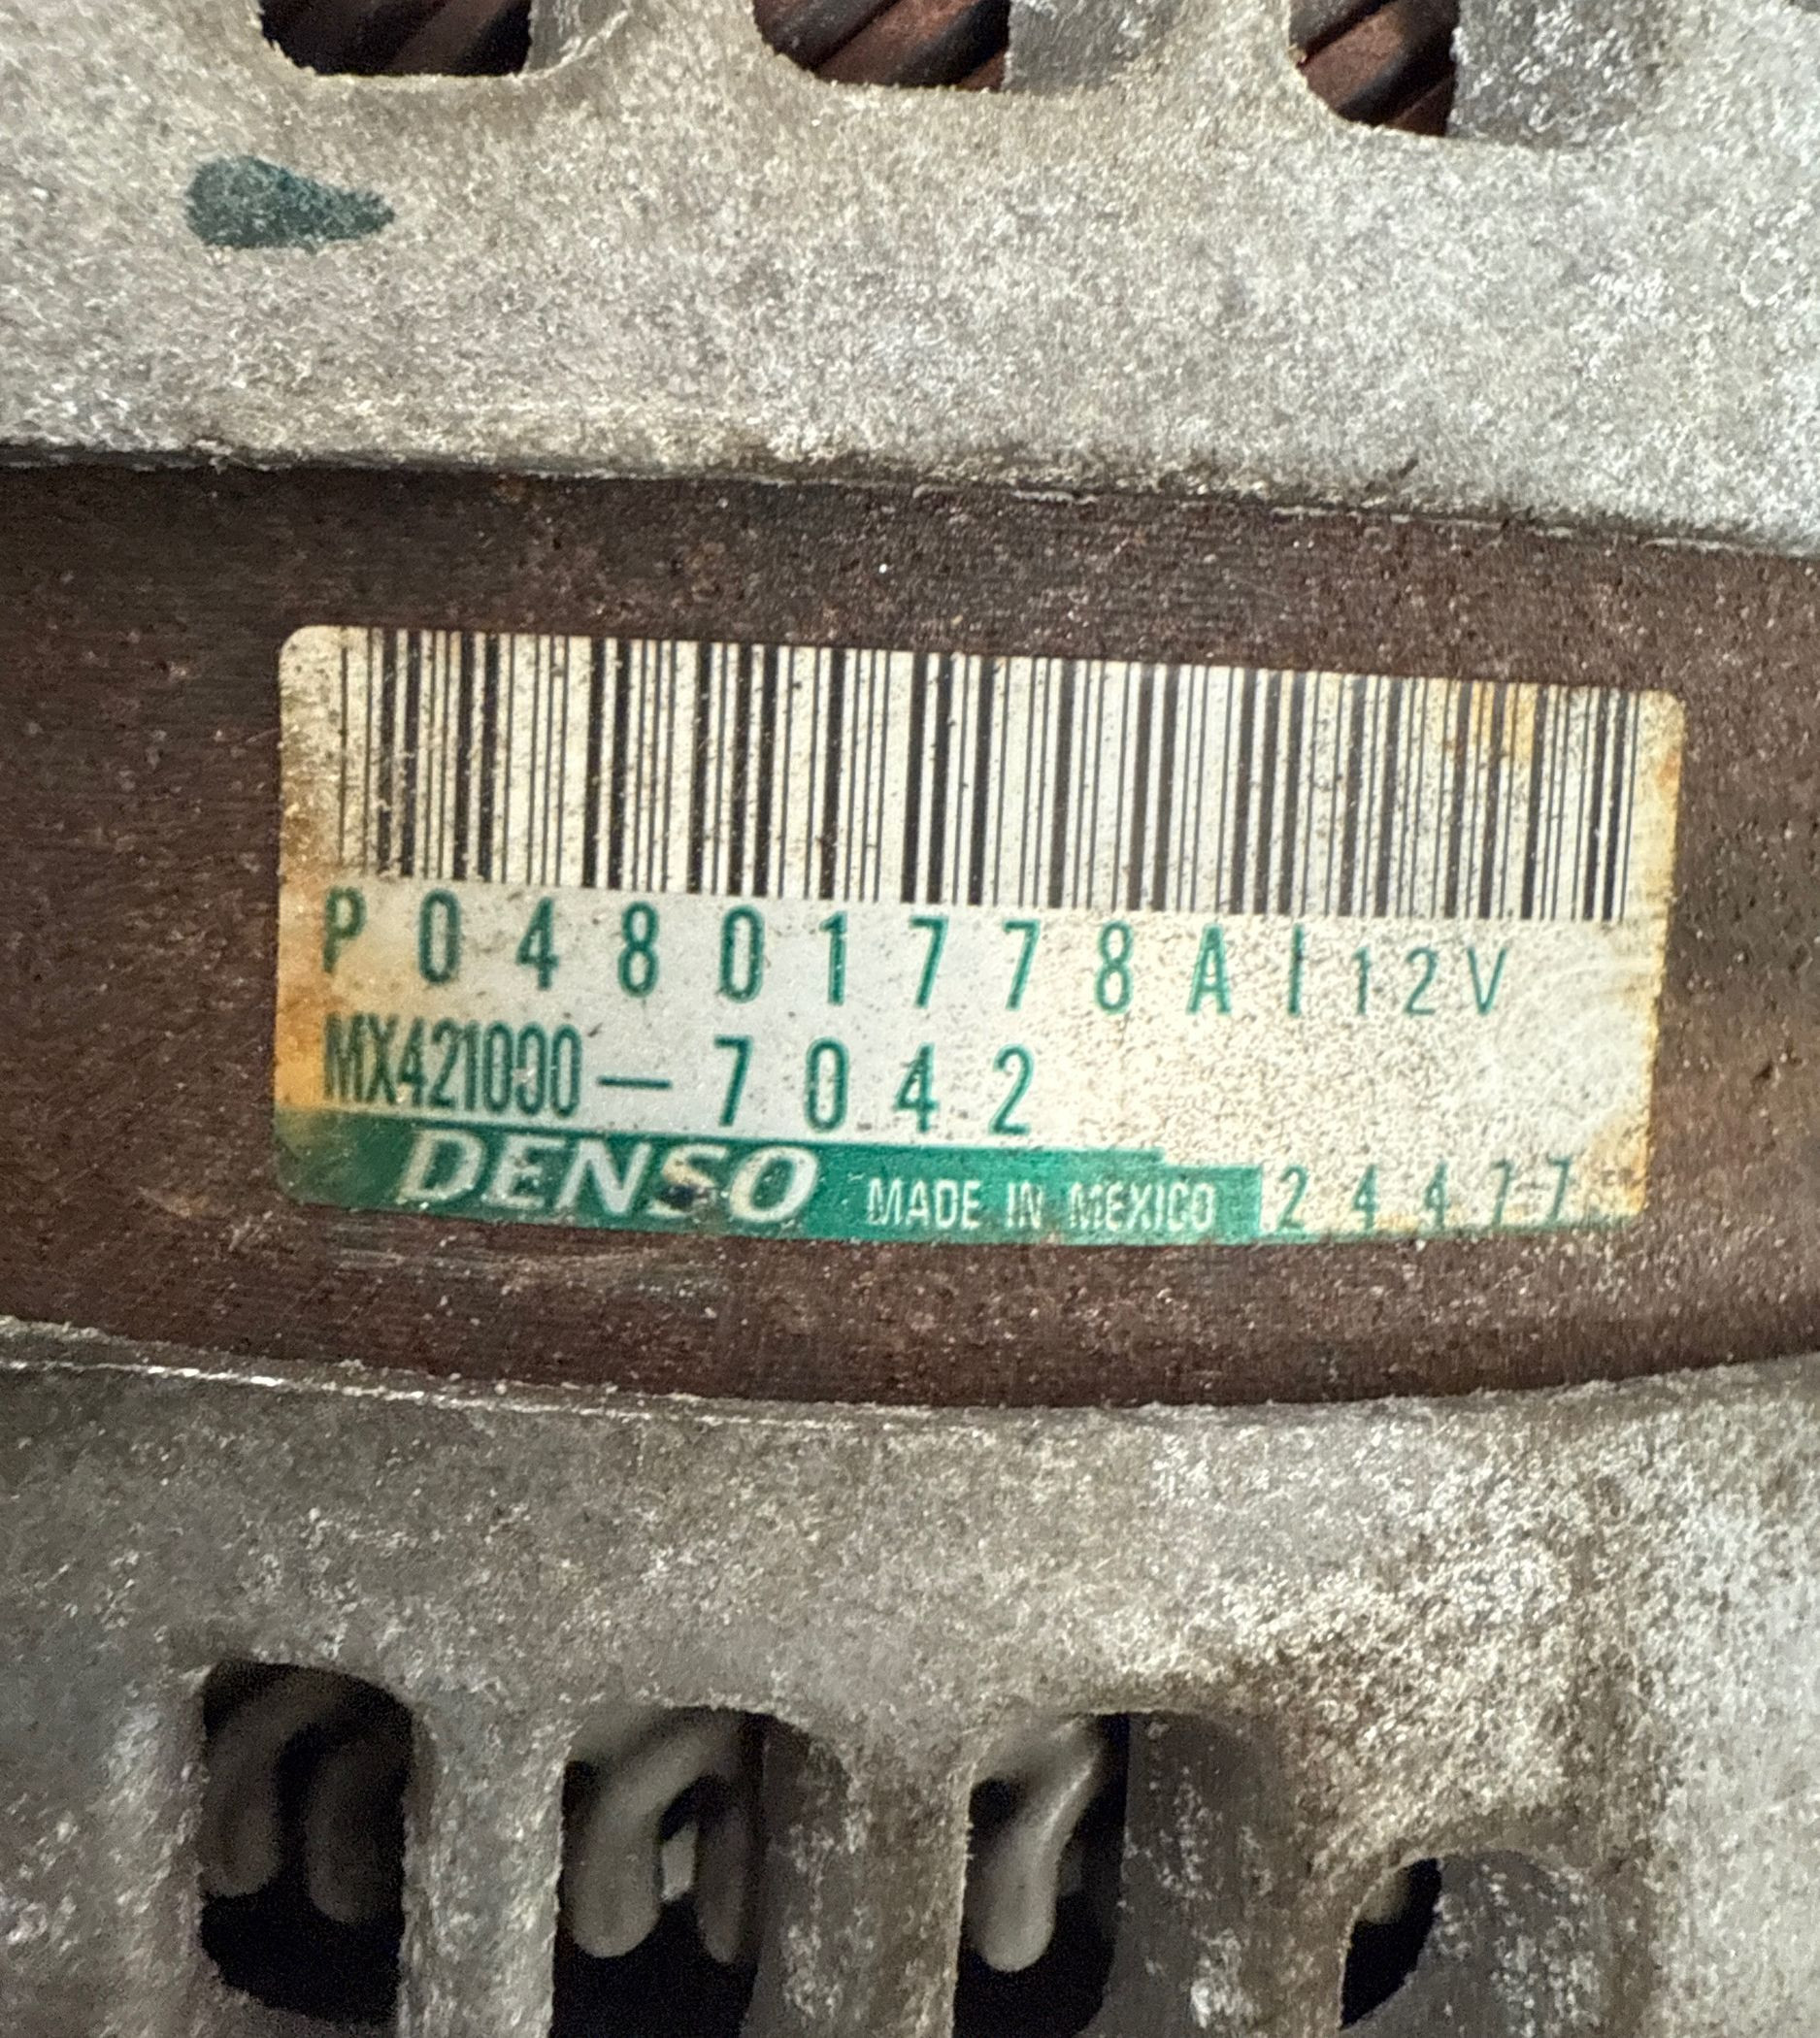 P04801778AI 12V
MX421000-7042
DENSO MADE IN MEXICO 24477